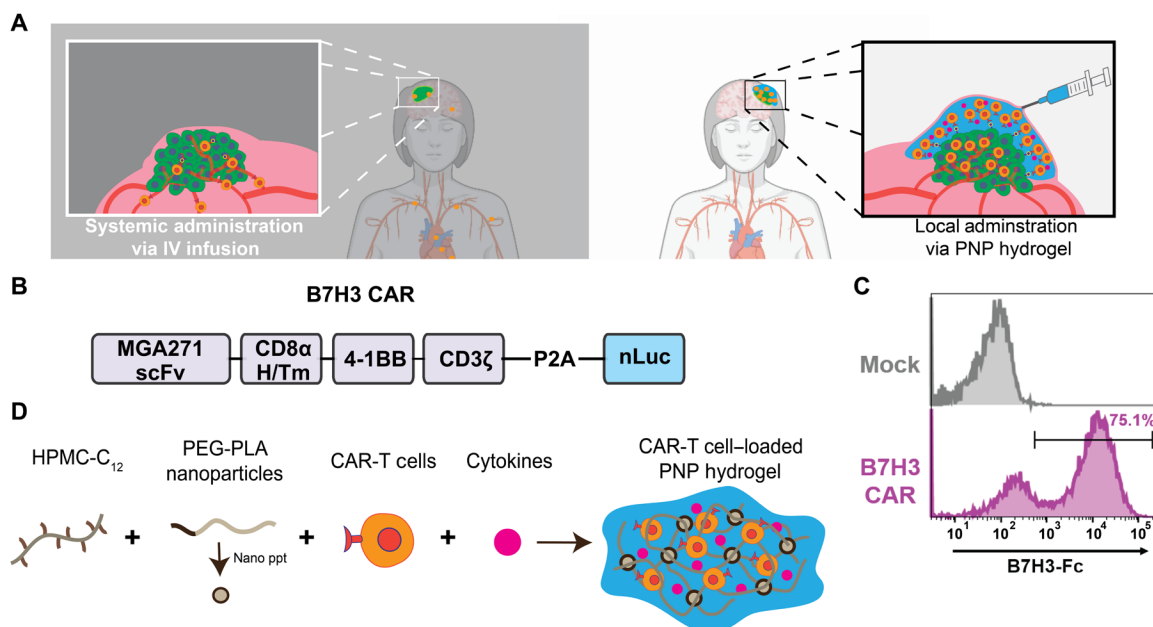 A
Systemic administration
via IV infusion
Local adminstration
via PNP hydrogel
B
B7H3 CAR
MGA271
scFv
CD8α
H/Tm
4-1BB
CD3ζ
P2A
nLuc
C
Mock
75.1%
B7H3
CAR
10¹ 10² 10³ 10⁴ 10⁵
B7H3-Fc
D
HPMC-C₁₂
PEG-PLA
nanoparticles
Nano ppt
CAR-T cells
Cytokines
CAR-T cell–loaded
PNP hydrogel
+ + +